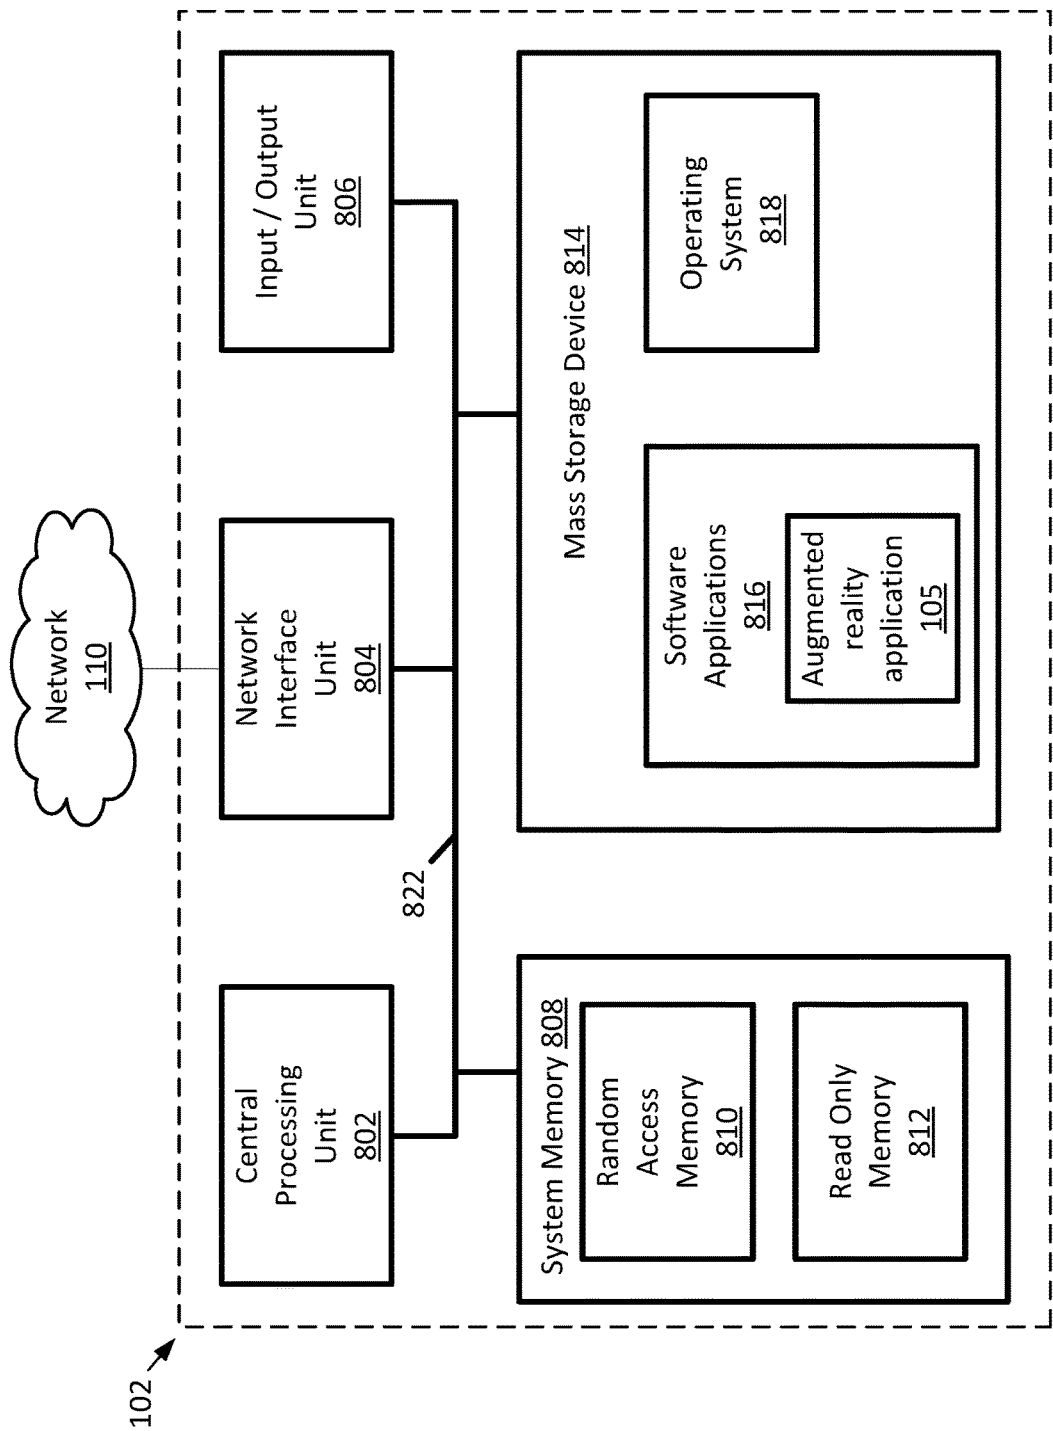 102
Network
110
Central
Processing
Unit
802
Network
Interface
Unit
804
Input / Output
Unit
806
822
System Memory 808
Random
Access
Memory
810
Read Only
Memory
812
Mass Storage Device 814
Software
Applications
816
Augmented
reality
application
105
Operating
System
818